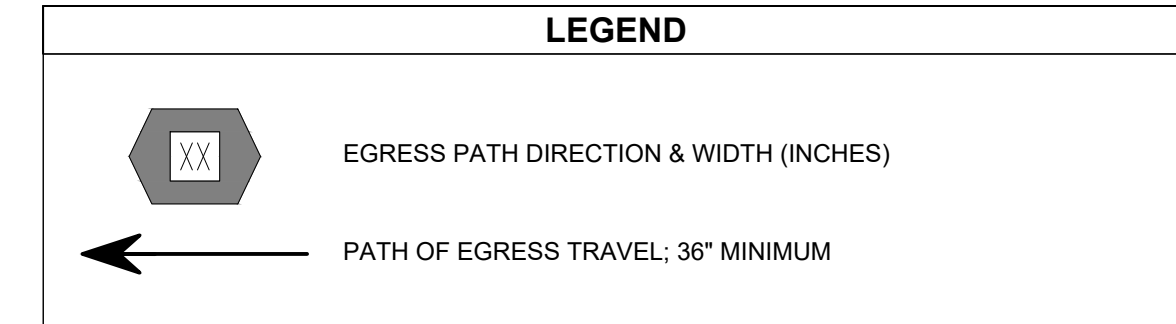 LEGEND
XX
EGRESS PATH DIRECTION & WIDTH (INCHES)
PATH OF EGRESS TRAVEL; 36" MINIMUM